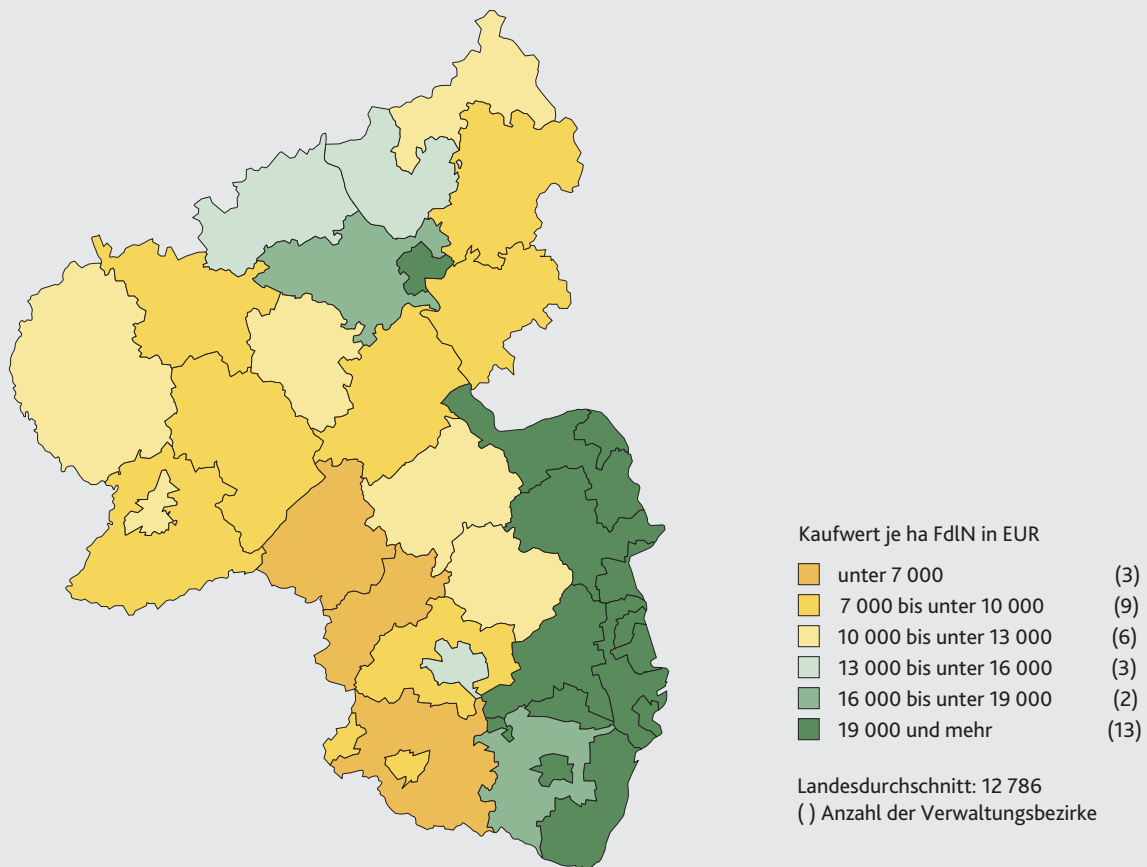 Kaufwert je ha FdlN in EUR
unter 7 000 (3)
7 000 bis unter 10 000 (9)
10 000 bis unter 13 000 (6)
13 000 bis unter 16 000 (3)
16 000 bis unter 19 000 (2)
19 000 und mehr (13)
Landesdurchschnitt: 12 786
( ) Anzahl der Verwaltungsbezirke